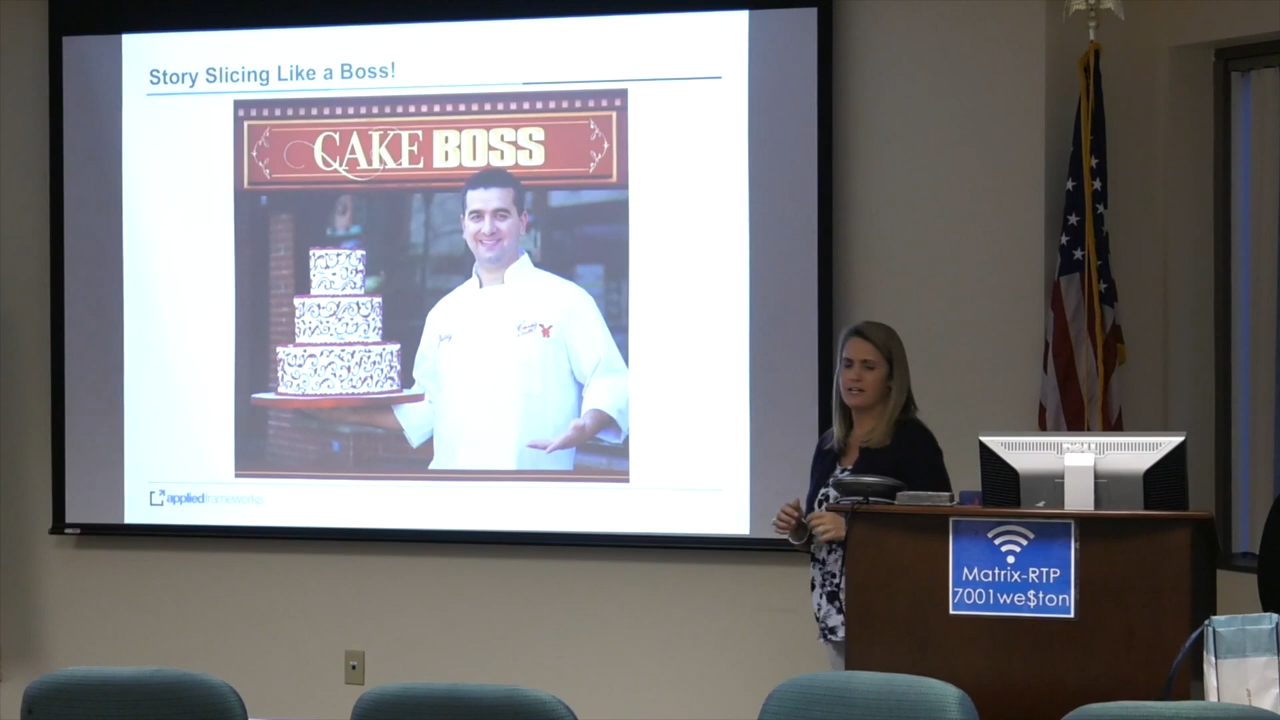 Story Slicing Like a Boss!
CAKE BOSS
appliedframeworks
Matrix-RTP
7001we$ton